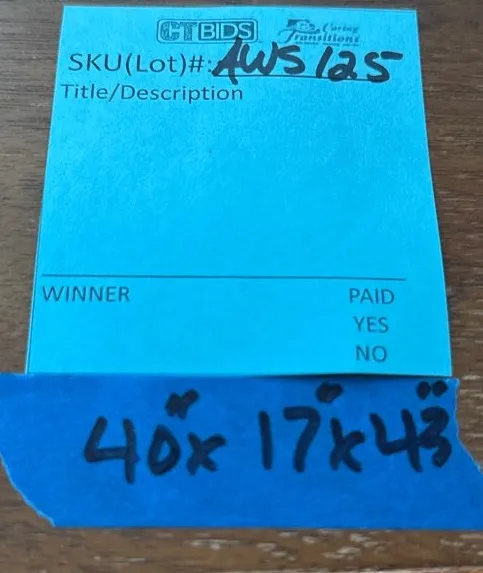 CTBIDS Caring Transitions
SKU(Lot)#: AWS125
Title/Description
WINNER PAID
YES
NO
40" x 17" x 43"